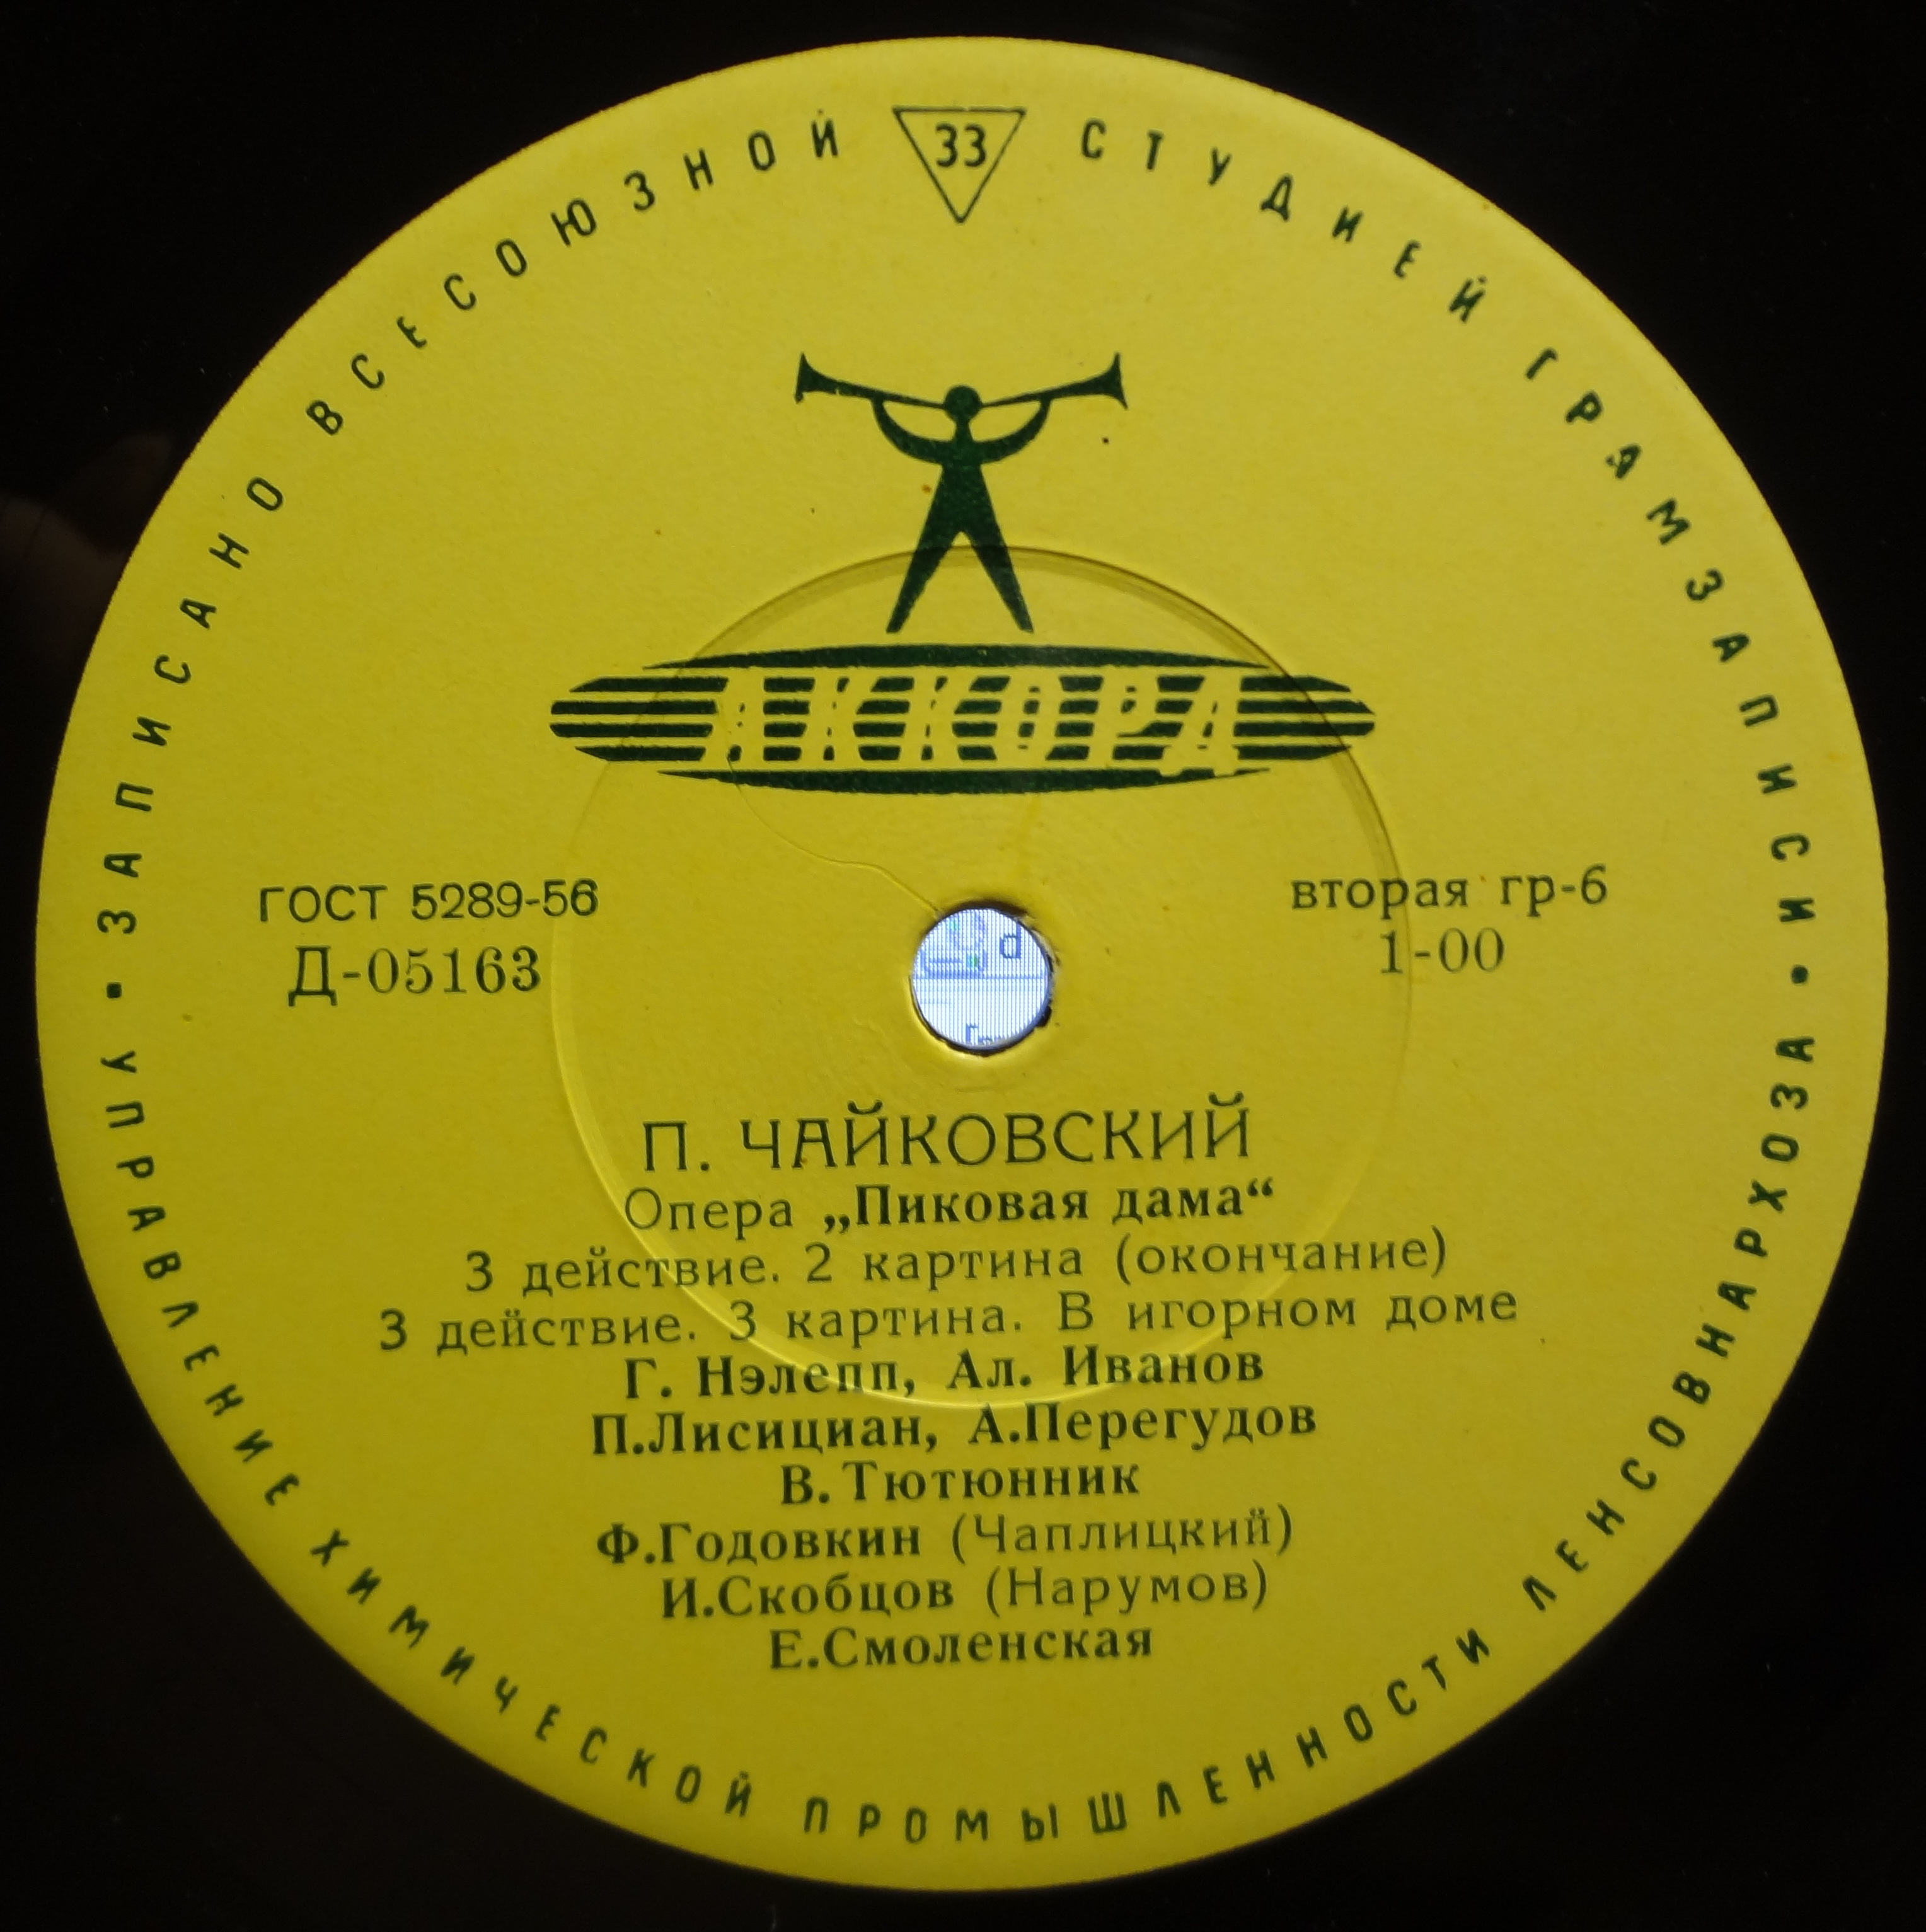 • ЗАПИСАНО ВСЕСОЮЗНОЙ СТУДИЕЙ ГРАМЗАПИСИ •
33
АККОРД
ГОСТ 5289-56
Д-05163
вторая гр-6
1-00
П. ЧАЙКОВСКИЙ
Опера „Пиковая дама“
3 действие. 2 картина (окончание)
3 действие. 3 картина. В игорном доме
Г. Нэлепп, Ал. Иванов
П.Лисициан, А.Перегудов
В.Тютюнник
Ф.Годовкин (Чаплицкий)
И.Скобцов (Нарумов)
Е.Смоленская
УПРАВЛЕНИЕ ХИМИЧЕСКОЙ ПРОМЫШЛЕННОСТИ ЛЕНСОВНАРХОЗА